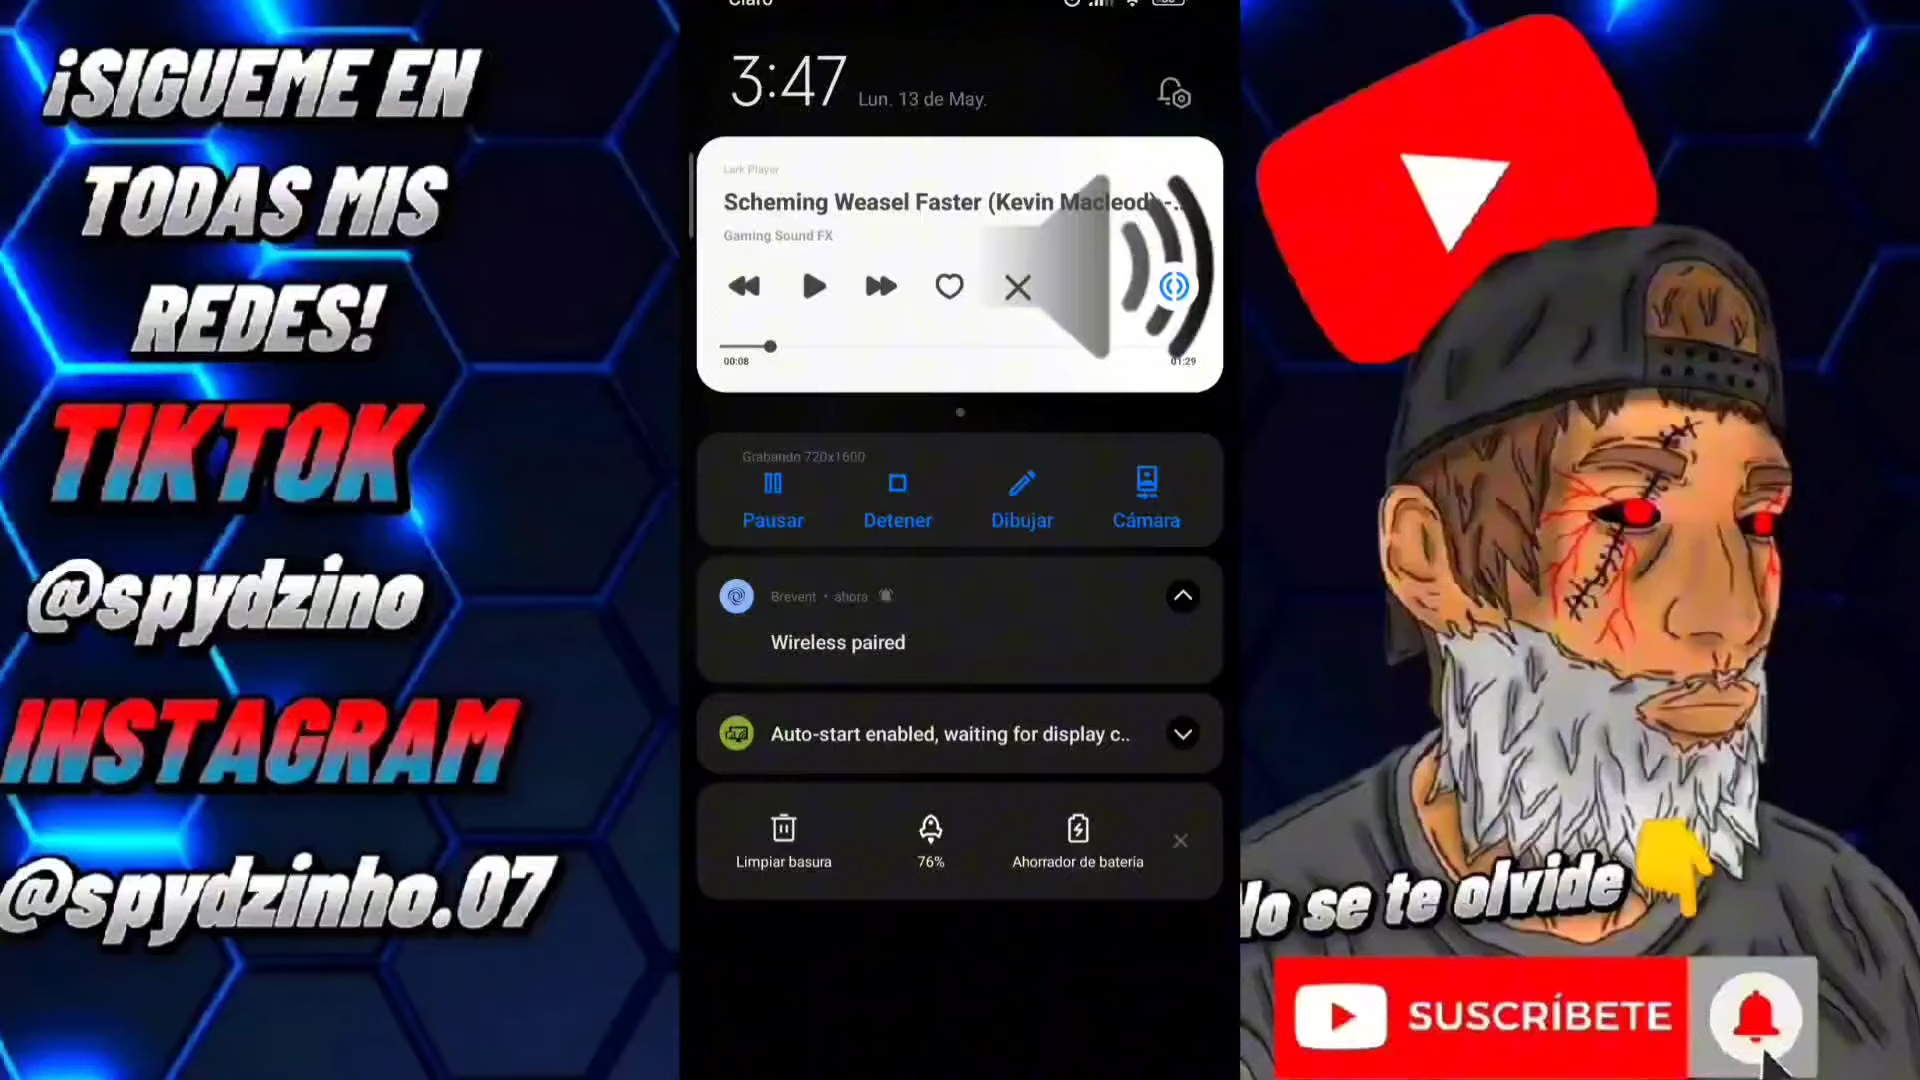 ¡SIGUEME EN
TODAS MIS
REDES!
TIKTOK
@spydzino
INSTAGRAM
@spydzinho.07
Claro
3:47
Lun. 13 de May.
Lark Player
Scheming Weasel Faster (Kevin Macleod) -..
Gaming Sound FX
00:08
01:29
Grabando 720x1600
Pausar
Detener
Dibujar
Cámara
Brevent • ahora
Wireless paired
Auto-start enabled, waiting for display c..
Limpiar basura
76%
Ahorrador de batería
No se te olvide
SUSCRÍBETE